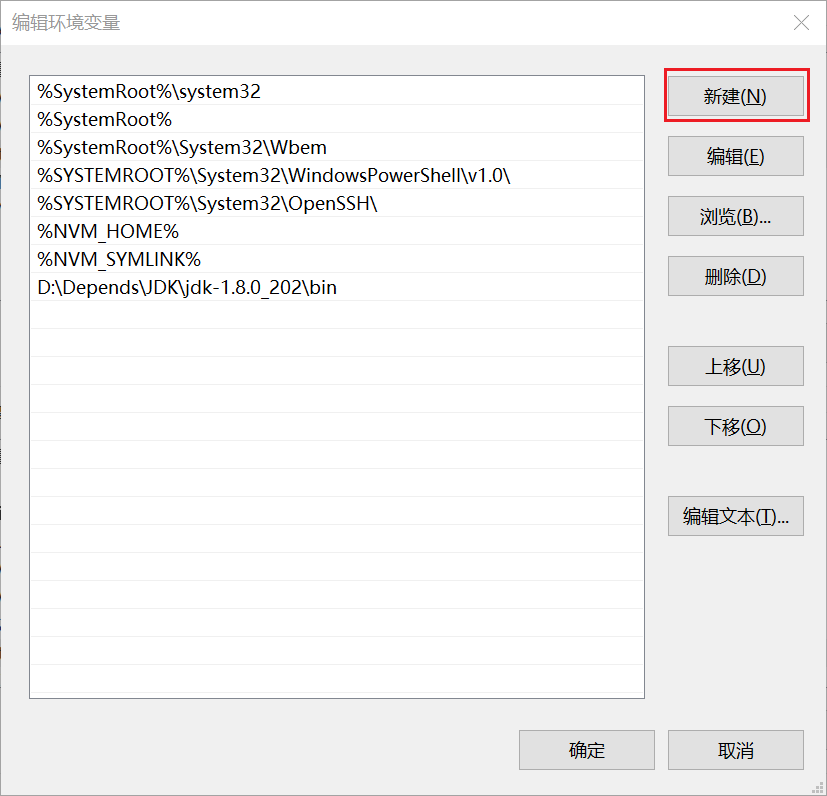 编辑环境变量
%SystemRoot%\system32
%SystemRoot%
%SystemRoot%\System32\Wbem
%SYSTEMROOT%\System32\WindowsPowerShell\v1.0\
%SYSTEMROOT%\System32\OpenSSH\
%NVM_HOME%
%NVM_SYMLINK%
D:\Depends\JDK\jdk-1.8.0_202\bin
新建(N)
编辑(E)
浏览(B)...
删除(D)
上移(U)
下移(O)
编辑文本(T)...
确定
取消